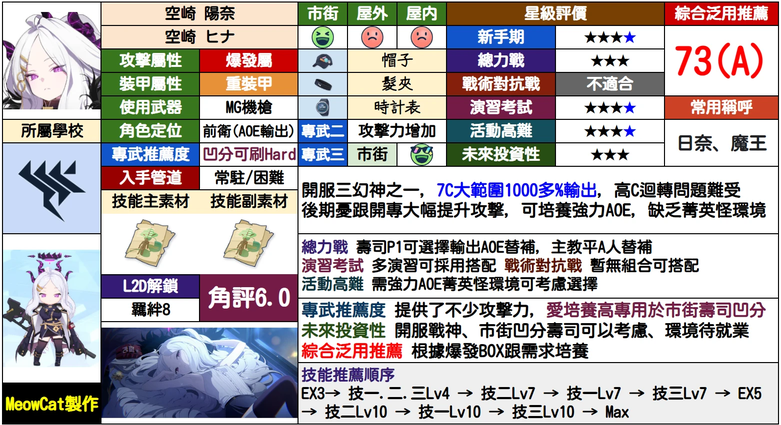 空崎 陽奈
市街 屋外 屋内
星級評價
綜合泛用推薦
空崎 ヒナ
新手期
★★★★
73(A)
攻擊屬性
爆發屬
帽子
總力戰
★★★
裝甲屬性
重裝甲
髮夾
戰術對抗戰
不適合
使用武器
MG機槍
時計表
演習考試
★★★★
常用稱呼
所屬學校
角色定位
前衛(AOE輸出)
專武二
攻擊力增加
活動高難
★★★★
日奈、魔王
專武推薦度
凹分可刷Hard
專武三
市街
未來投資性
★★★
入手管道
常駐/困難
開服三幻神之一, 7C大範圍1000多%輸出, 高C迴轉問題難受
後期憂跟開專大幅提升攻擊, 可培養強力AOE, 缺乏菁英怪環境
技能主素材
技能副素材
總力戰 壽司P1可選擇輸出AOE替補, 主教平A人替補
演習考試 多演習可採用搭配 戰術對抗戰 暫無組合可搭配
活動高難 需強力AOE菁英怪環境可考慮選擇
L2D解鎖
羈絆8
角評6.0
專武推薦度 提供了不少攻擊力, 愛培養高專用於市街壽司凹分
未來投資性 開服戰神、市街凹分壽司可以考慮、環境待就業
綜合泛用推薦 根據爆發BOX跟需求培養
MeowCat製作
技能推薦順序
EX3→ 技一.二.三Lv4 → 技二Lv7 → 技一Lv7 → 技三Lv7 → EX5
→ 技二Lv10 → 技一Lv10 → 技三Lv10 → Max